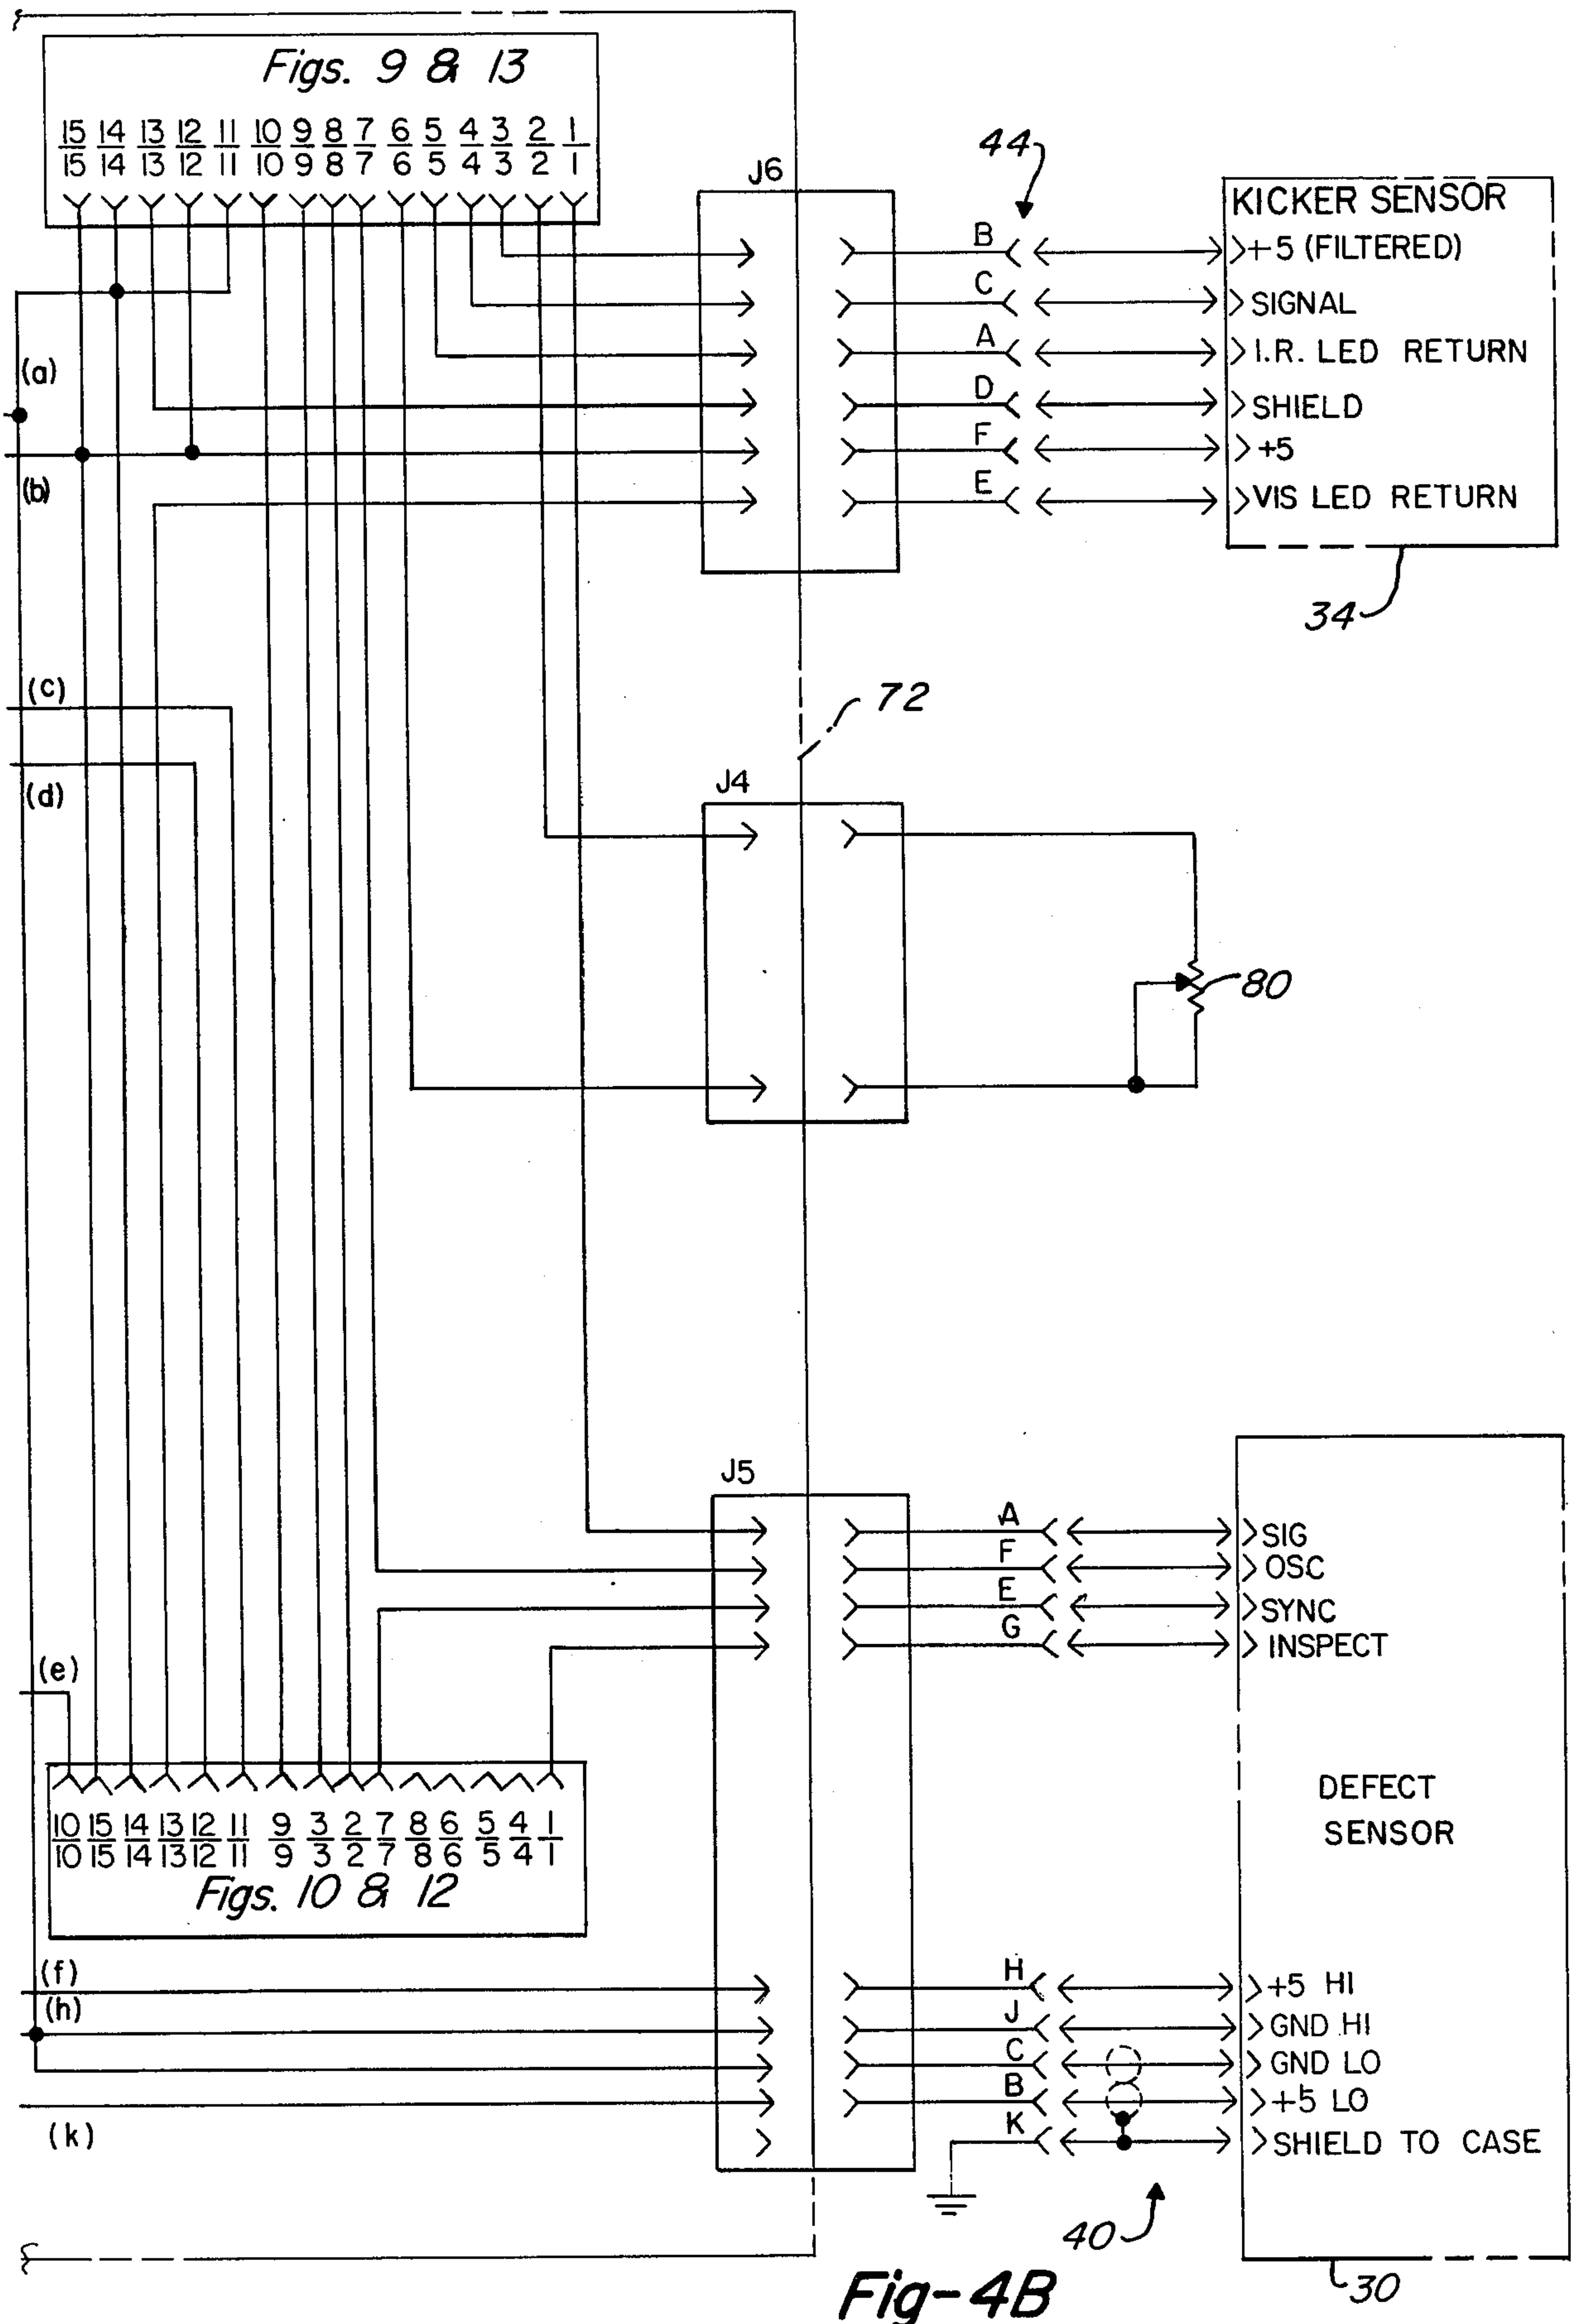 Figs. 9 & 13
15 14 13 12 11 10 9 8 7 6 5 4 3 2 1
15 14 13 12 11 10 9 8 7 6 5 4 3 2 1
J6
44
KICKER SENSOR
B +5 (FILTERED)
C SIGNAL
A I.R. LED RETURN
D SHIELD
F +5
E VIS LED RETURN
34
(a)
(b)
(c)
72
(d)
J4
80
J5
A SIG
F OSC
E SYNC
G INSPECT
(e)
DEFECT
SENSOR
10 15 14 13 12 11 9 3 2 7 8 6 5 4 1
10 15 14 13 12 11 9 3 2 7 8 6 5 4 1
Figs. 10 & 12
(f)
(h)
H +5 HI
J GND HI
C GND LO
B +5 LO
K SHIELD TO CASE
(k)
40
30
Fig-4B